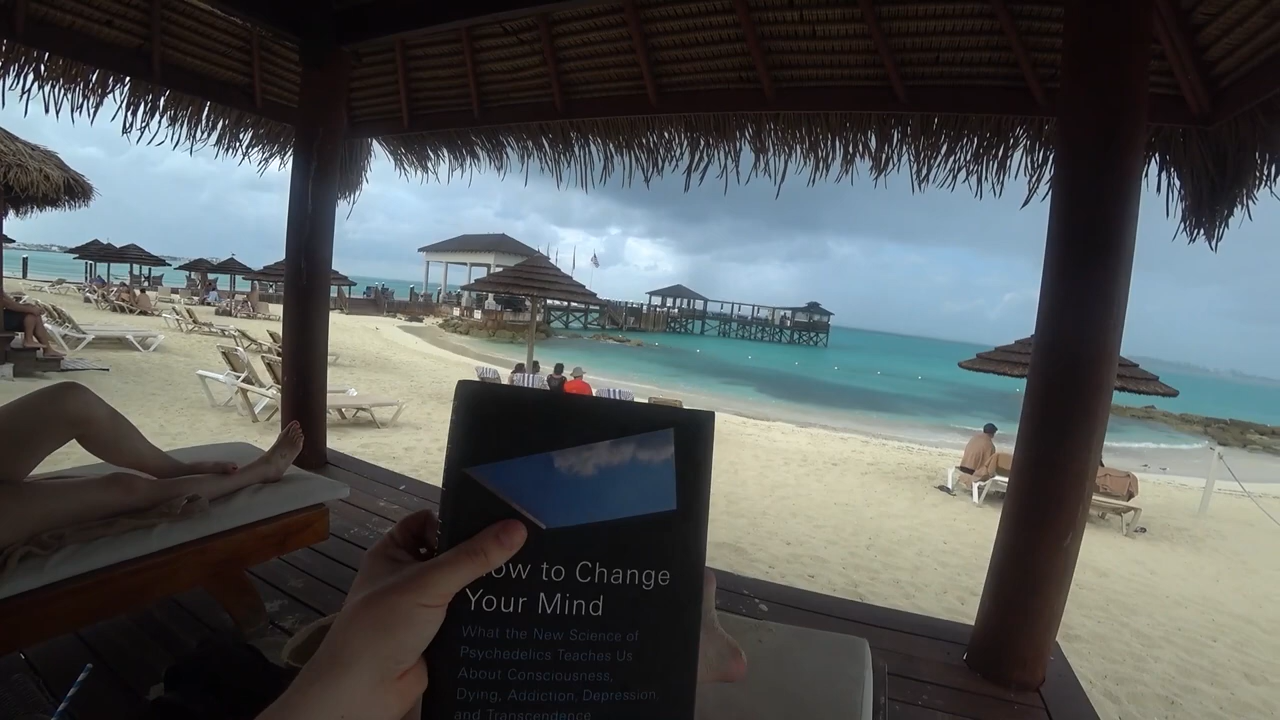 ow to Change
Your Mind
What the New Science of
Psychedelics Teaches Us
About Consciousness,
Dying, Addiction, Depression
and Transcendence